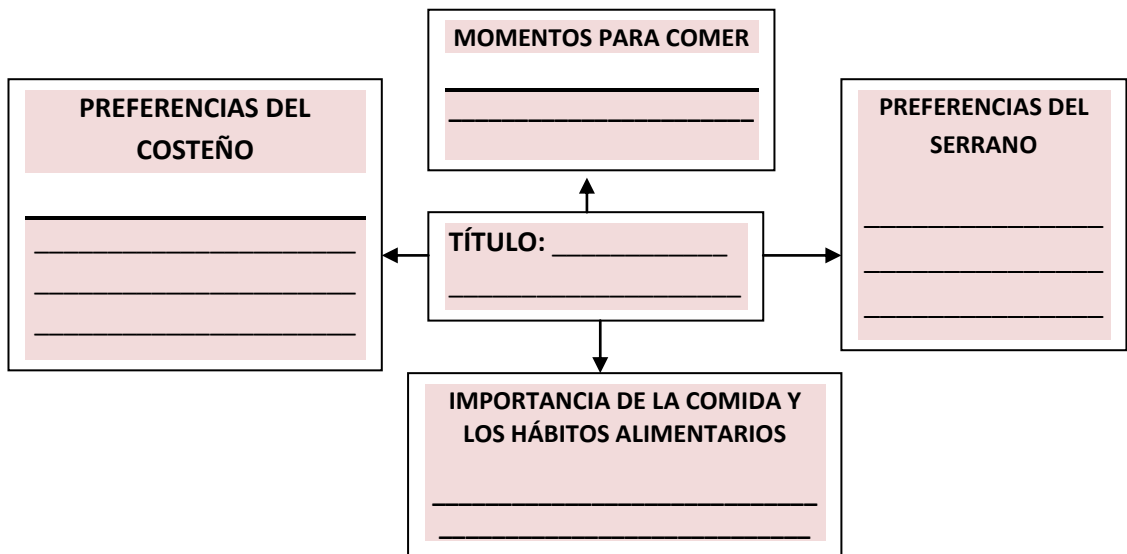 MOMENTOS PARA COMER
PREFERENCIAS DEL
COSTEÑO
PREFERENCIAS DEL
SERRANO
TÍTULO:
IMPORTANCIA DE LA COMIDA Y
LOS HÁBITOS ALIMENTARIOS